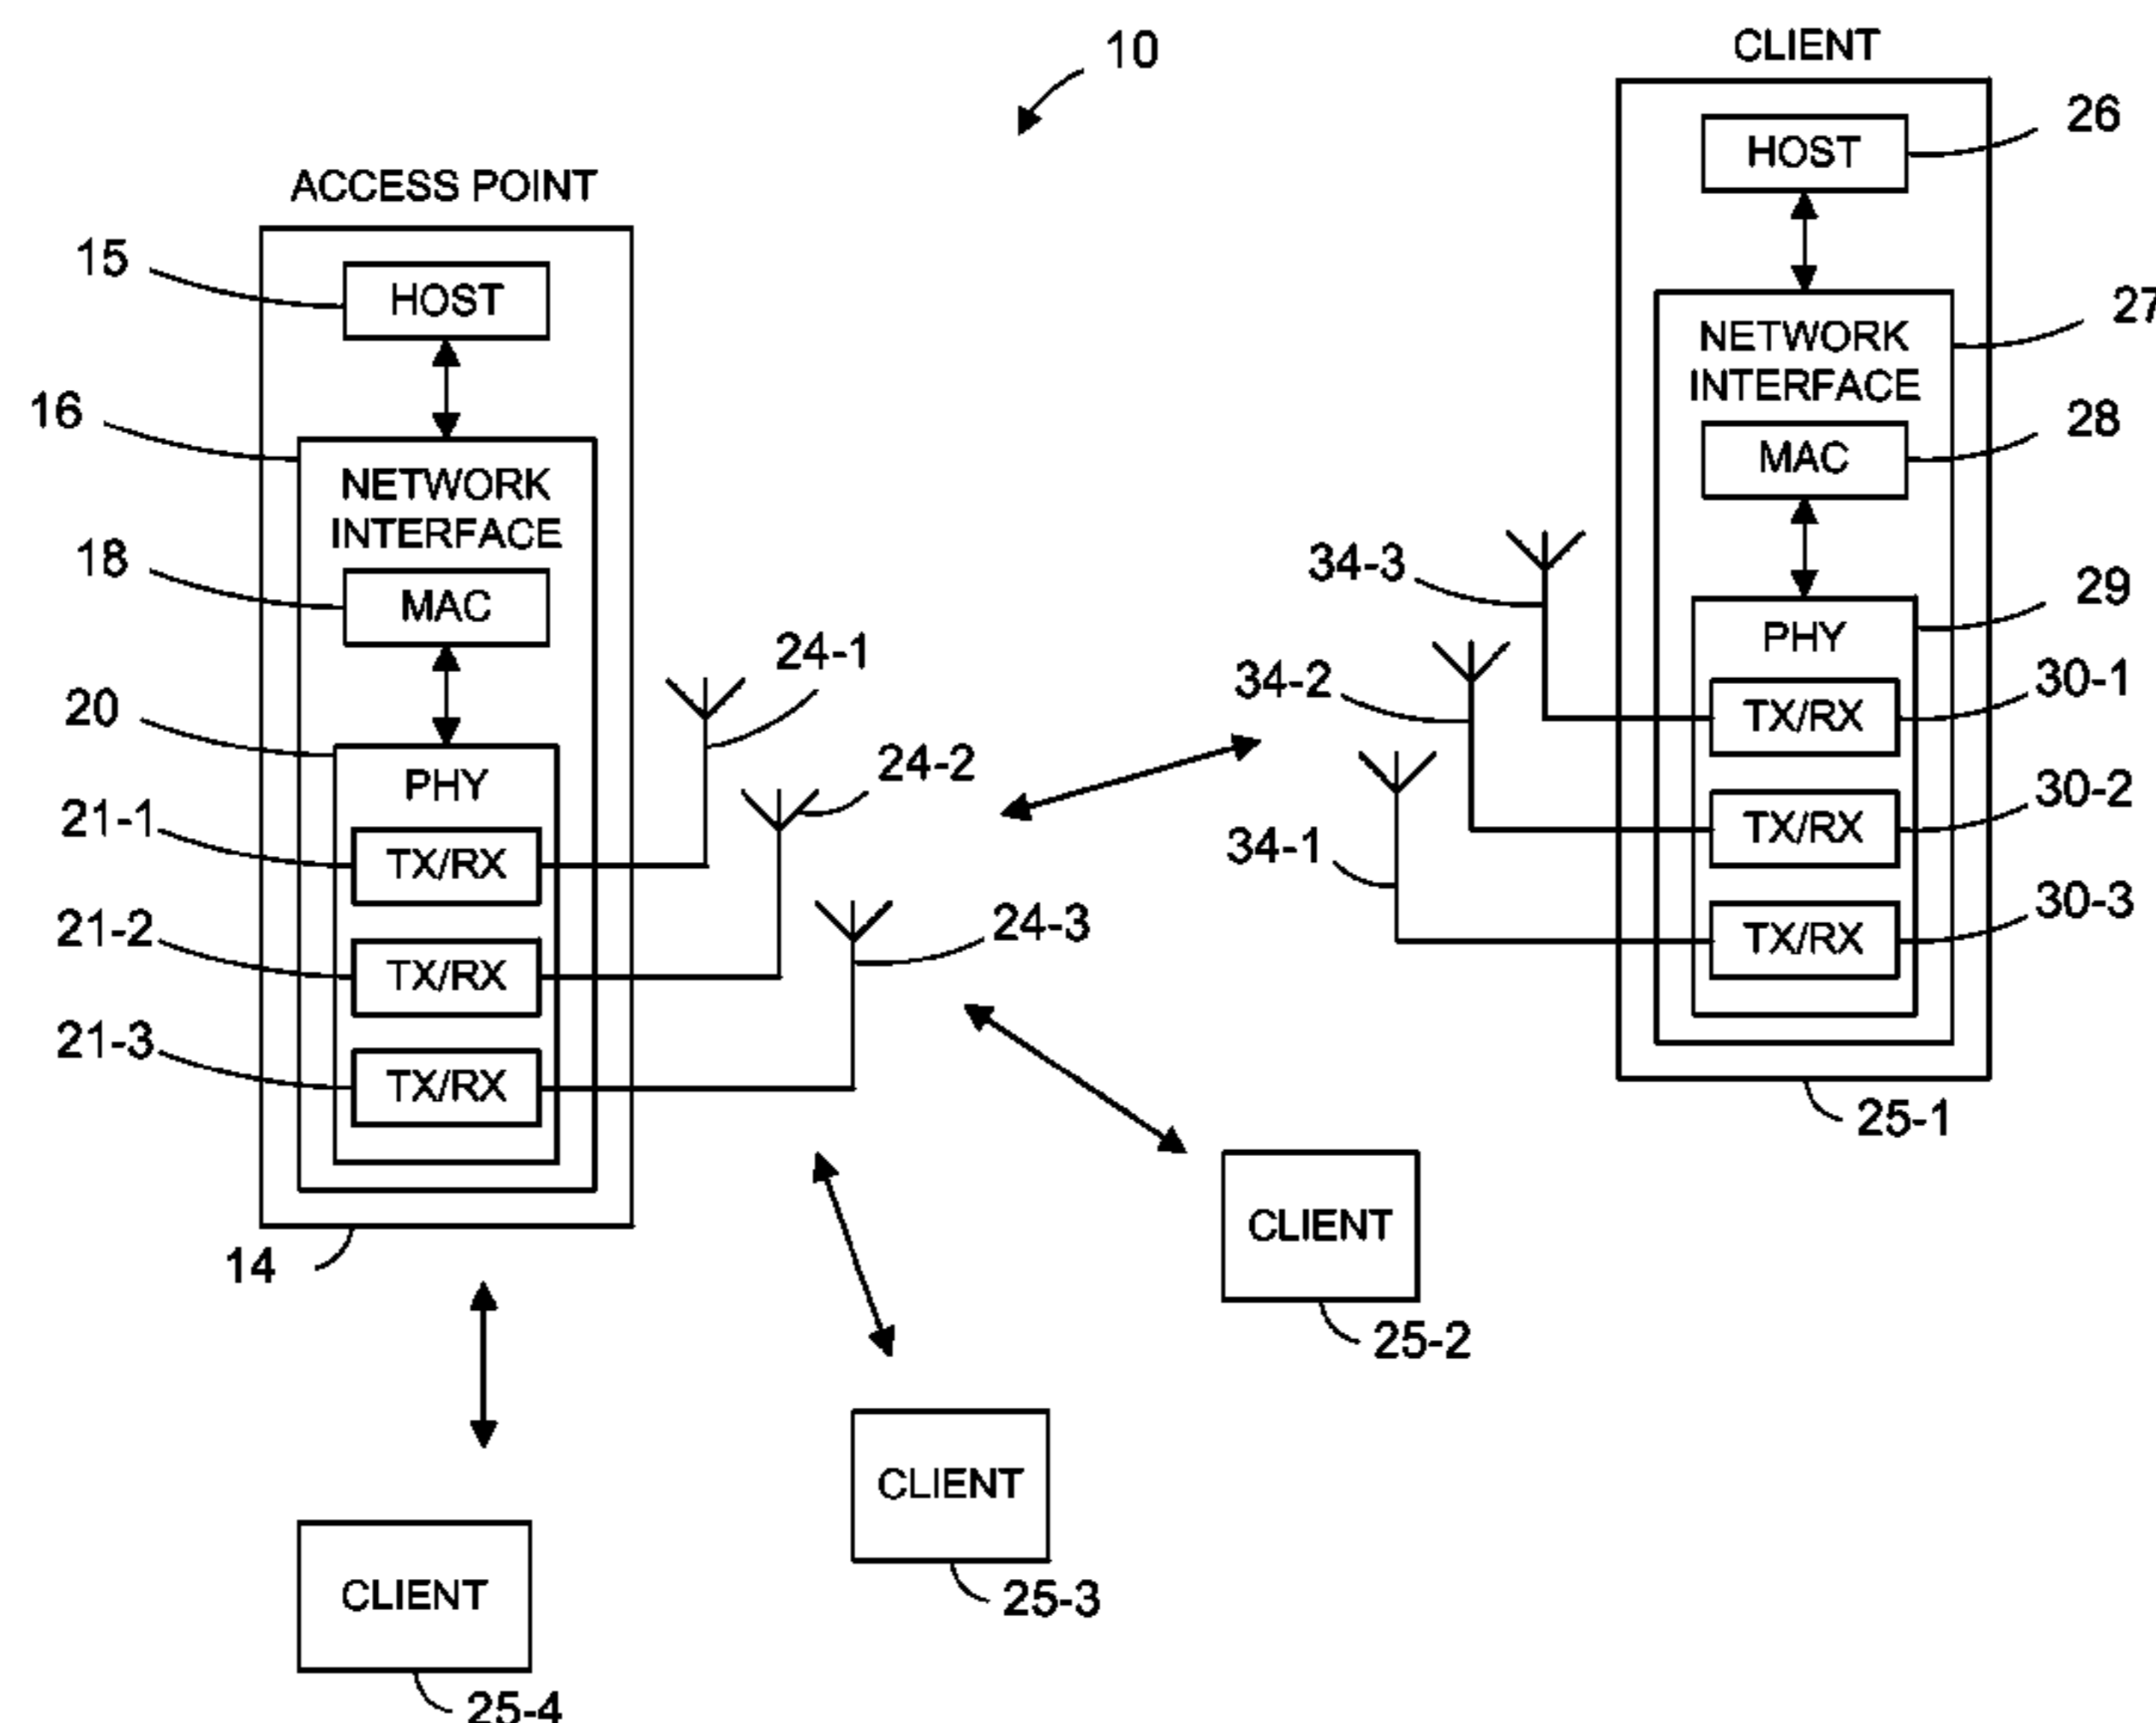 10
CLIENT
HOST
26
ACCESS POINT
15
HOST
NETWORK
INTERFACE
27
16
NETWORK
INTERFACE
MAC
28
18
MAC
34-3
PHY
29
24-1
34-2
TX/RX
30-1
20
PHY
24-2
TX/RX
30-2
21-1
TX/RX
34-1
TX/RX
30-3
21-2
TX/RX
24-3
21-3
TX/RX
25-1
14
CLIENT
25-2
CLIENT
25-3
CLIENT
25-4